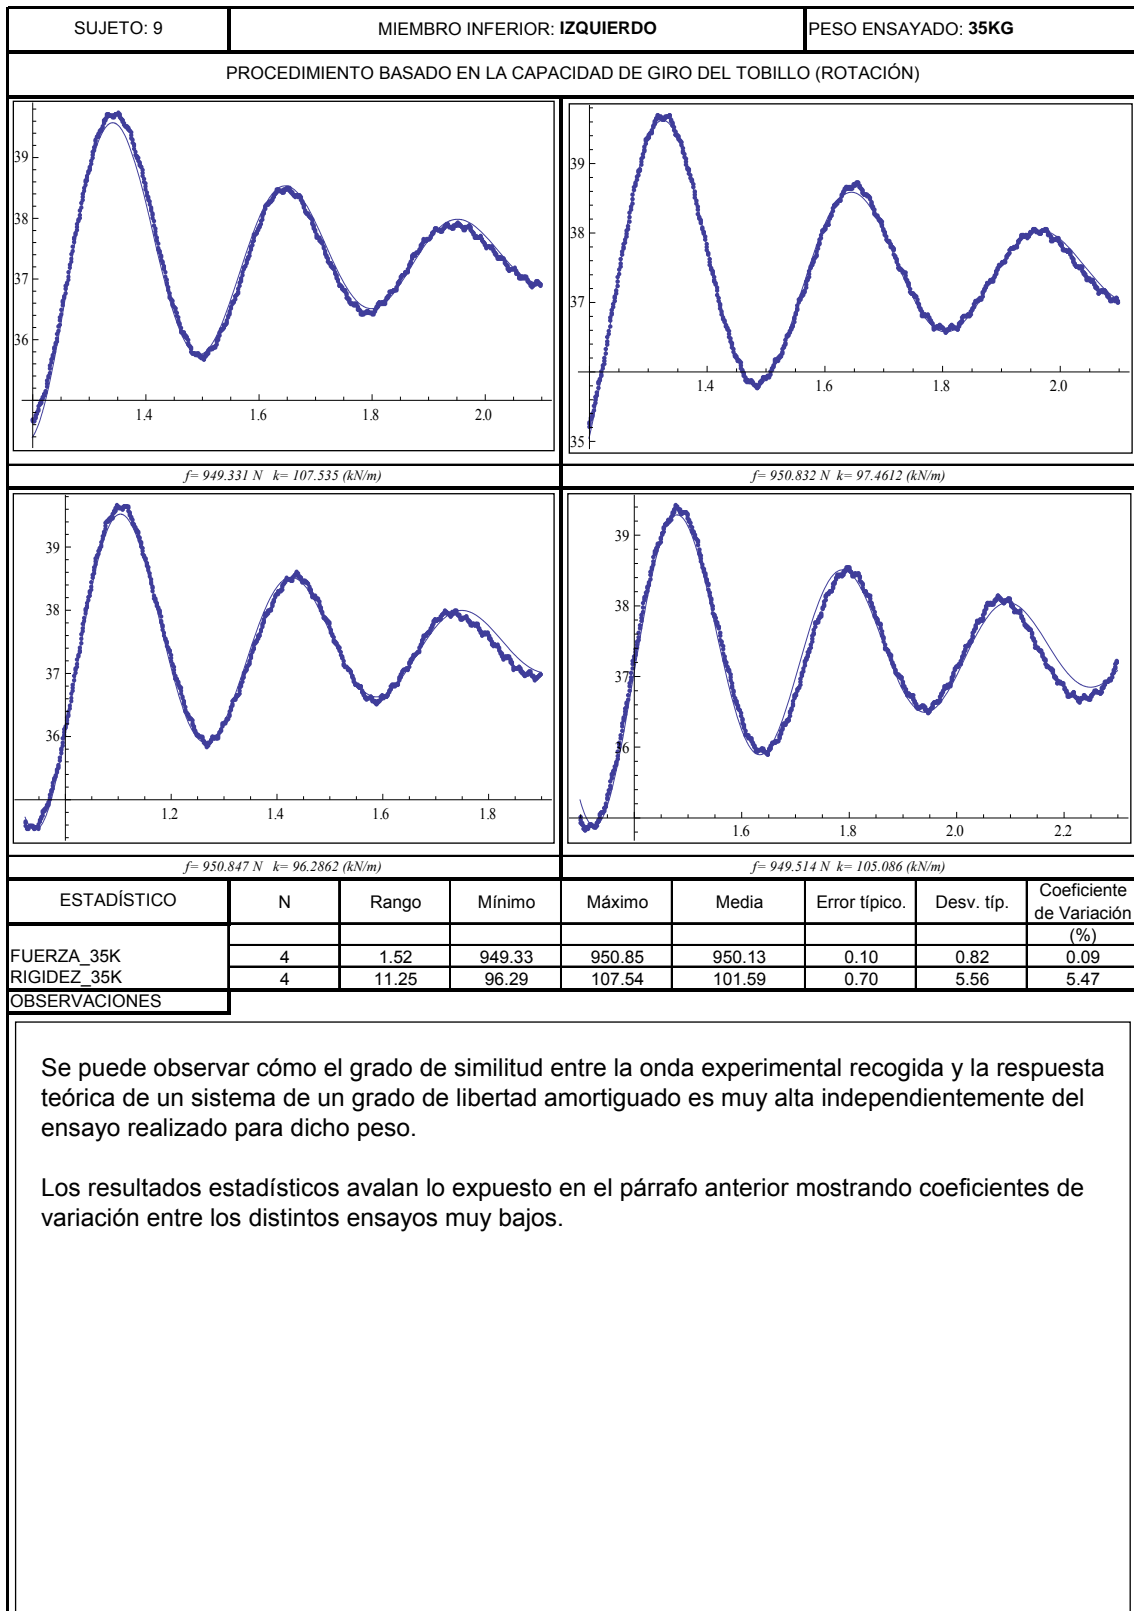 SUJETO: 9 MIEMBRO INFERIOR: IZQUIERDO PESO ENSAYADO: 35KG
PROCEDIMIENTO BASADO EN LA CAPACIDAD DE GIRO DEL TOBILLO (ROTACIÓN)
39
38
37
36
1.4 1.6 1.8 2.0
39
38
37
1.4 1.6 1.8 2.0
35
f= 949.331 N k= 107.535 (kN/m)
f= 950.832 N k= 97.4612 (kN/m)
39
38
37
36
1.2 1.4 1.6 1.8
39
38
37
36
1.6 1.8 2.0 2.2
f= 950.847 N k= 96.2862 (kN/m)
f= 949.514 N k= 105.086 (kN/m)
ESTADÍSTICO N Rango Mínimo Máximo Media Error típico. Desv. típ. Coeficiente
de Variación
(%)
FUERZA_35K 4 1.52 949.33 950.85 950.13 0.10 0.82 0.09
RIGIDEZ_35K 4 11.25 96.29 107.54 101.59 0.70 5.56 5.47
OBSERVACIONES
Se puede observar cómo el grado de similitud entre la onda experimental recogida y la respuesta
teórica de un sistema de un grado de libertad amortiguado es muy alta independientemente del
ensayo realizado para dicho peso.
Los resultados estadísticos avalan lo expuesto en el párrafo anterior mostrando coeficientes de
variación entre los distintos ensayos muy bajos.